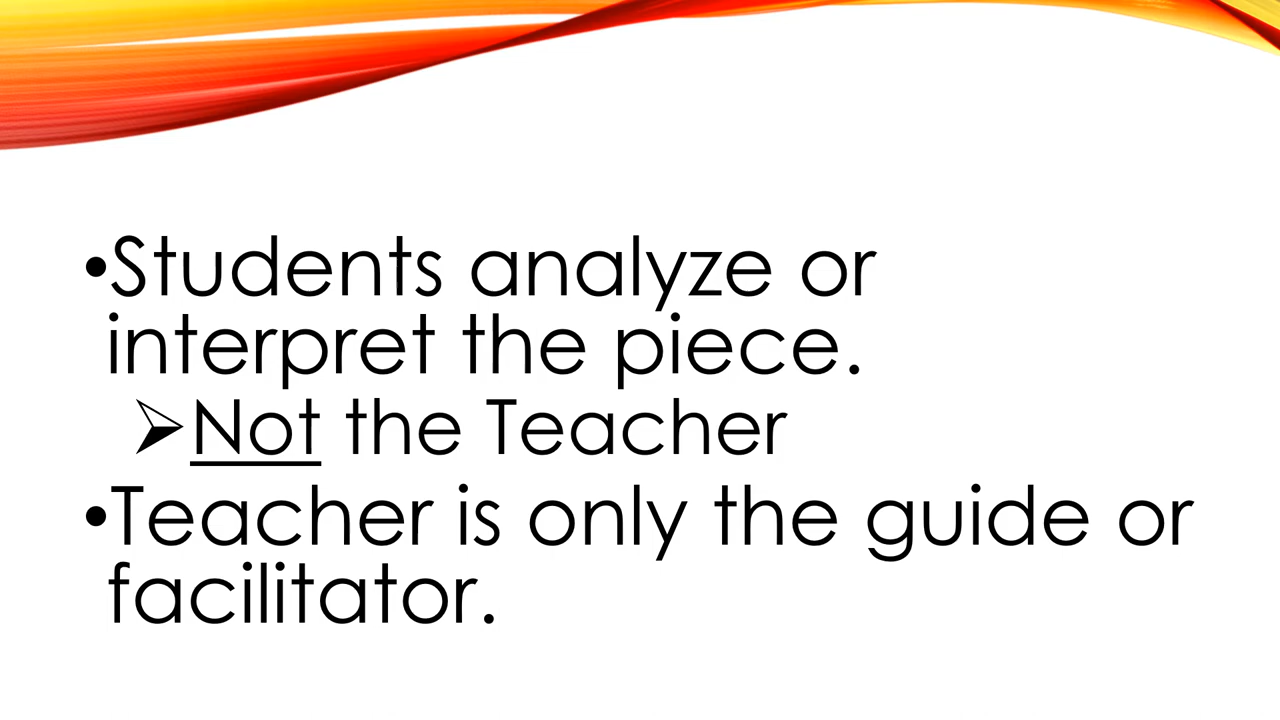 •Students analyze or
interpret the piece.
➢Not the Teacher
•Teacher is only the guide or
facilitator.